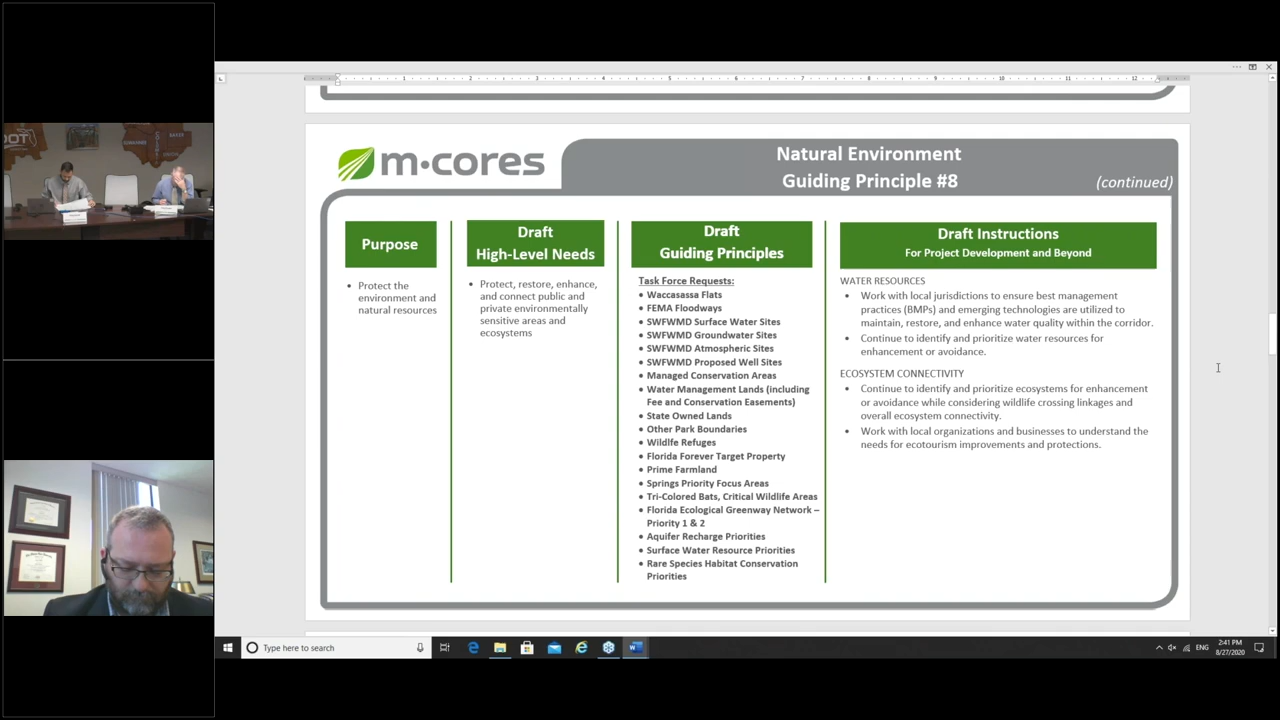 m·cores
Natural Environment
Guiding Principle #8
(continued)
Purpose
• Protect the
environment and
natural resources
Draft
High-Level Needs
• Protect, restore, enhance,
and connect public and
private environmentally
sensitive areas and
ecosystems
Draft
Guiding Principles
Task Force Requests:
• Waccasassa Flats
• FEMA Floodways
• SWFWMD Surface Water Sites
• SWFWMD Groundwater Sites
• SWFWMD Atmospheric Sites
• SWFWMD Proposed Well Sites
• Managed Conservation Areas
• Water Management Lands (including
Fee and Conservation Easements)
• State Owned Lands
• Other Park Boundaries
• Wildlfe Refuges
• Florida Forever Target Property
• Prime Farmland
• Springs Priority Focus Areas
• Tri-Colored Bats, Critical Wildlife Areas
• Florida Ecological Greenway Network –
Priority 1 & 2
• Aquifer Recharge Priorities
• Surface Water Resource Priorities
• Rare Species Habitat Conservation
Priorities
Draft Instructions
For Project Development and Beyond
WATER RESOURCES
• Work with local jurisdictions to ensure best management
practices (BMPs) and emerging technologies are utilized to
maintain, restore, and enhance water quality within the corridor.
• Continue to identify and prioritize water resources for
enhancement or avoidance.
ECOSYSTEM CONNECTIVITY
• Continue to identify and prioritize ecosystems for enhancement
or avoidance while considering wildlife crossing linkages and
overall ecosystem connectivity.
• Work with local organizations and businesses to understand the
needs for ecotourism improvements and protections.
Type here to search
ENG
2:41 PM
8/27/2020